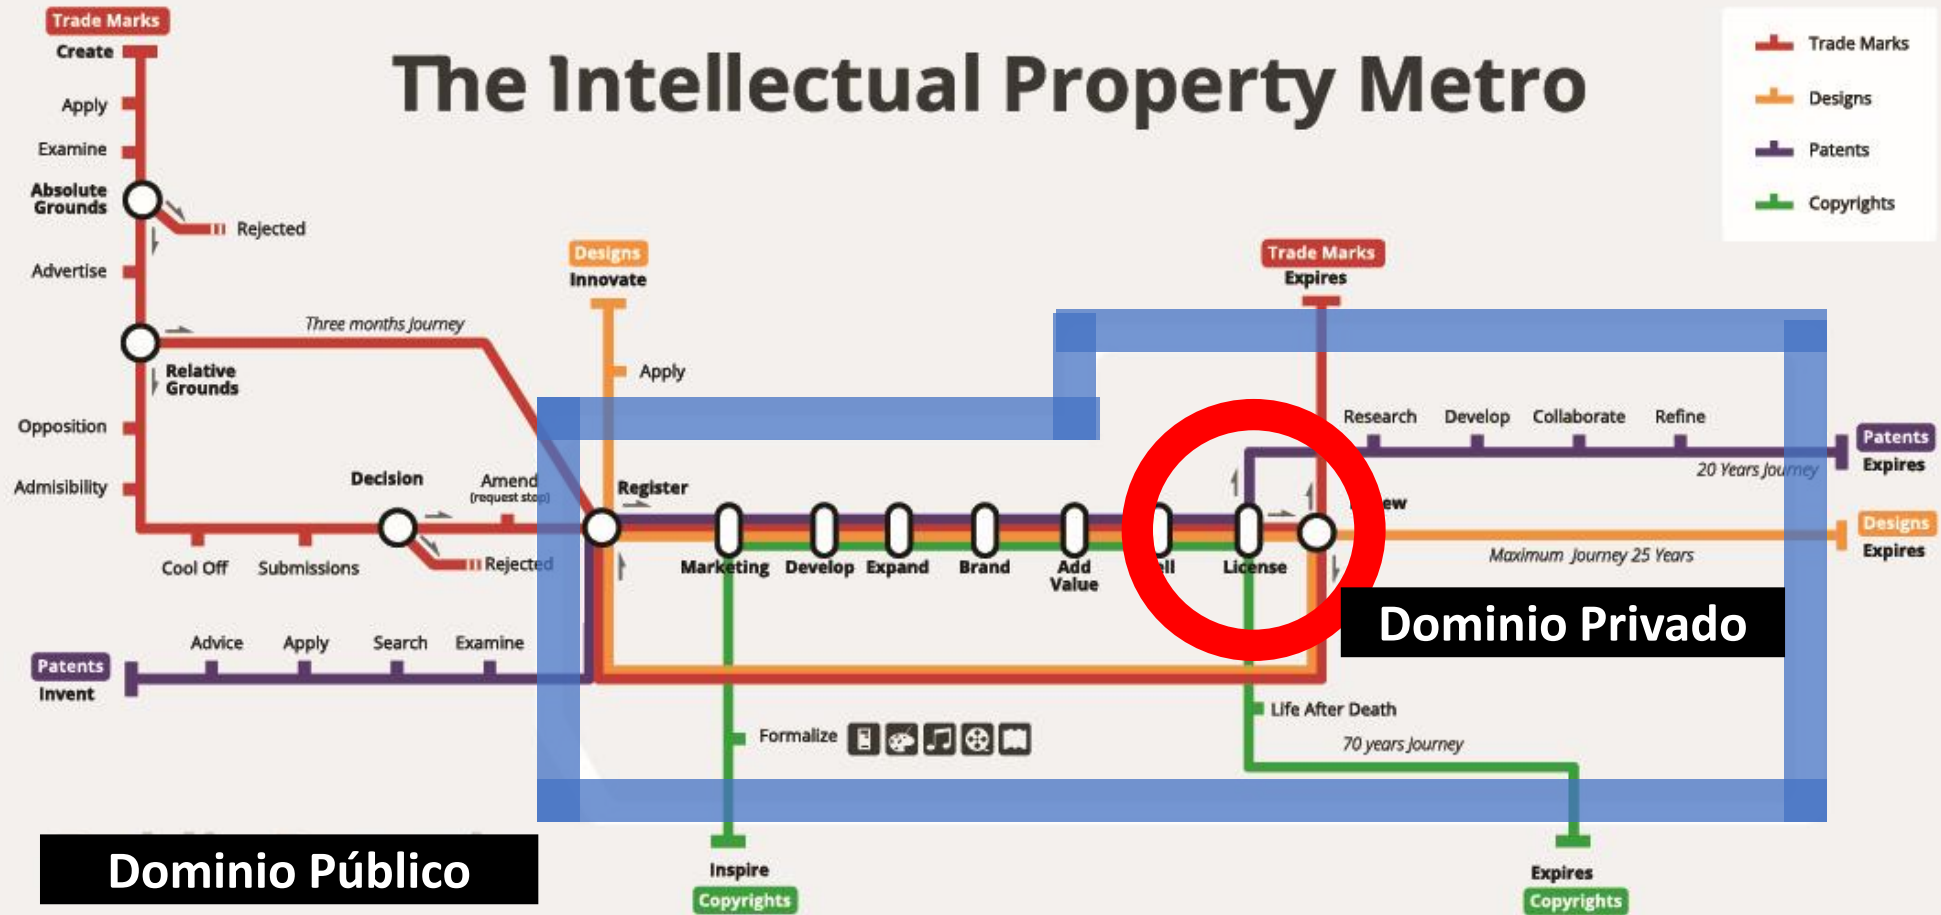 The Intellectual Property Metro
Trade Marks
Designs
Patents
Copyrights
Trade Marks
Create
Apply
Examine
Absolute
Grounds
Rejected
Advertise
Three months Journey
Relative
Grounds
Opposition
Admisibility
Cool Off
Submissions
Decision
Rejected
Amend
(request stop)
Designs
Innovate
Apply
Register
Patents
Invent
Advice
Apply
Search
Examine
Marketing
Develop
Expand
Brand
Add
Value
License
Trade Marks
Expires
Research
Develop
Collaborate
Refine
20 Years Journey
Patents
Expires
Maximum Journey 25 Years
Designs
Expires
Dominio Privado
Formalize
Life After Death
70 years Journey
Inspire
Copyrights
Expires
Copyrights
Dominio Público